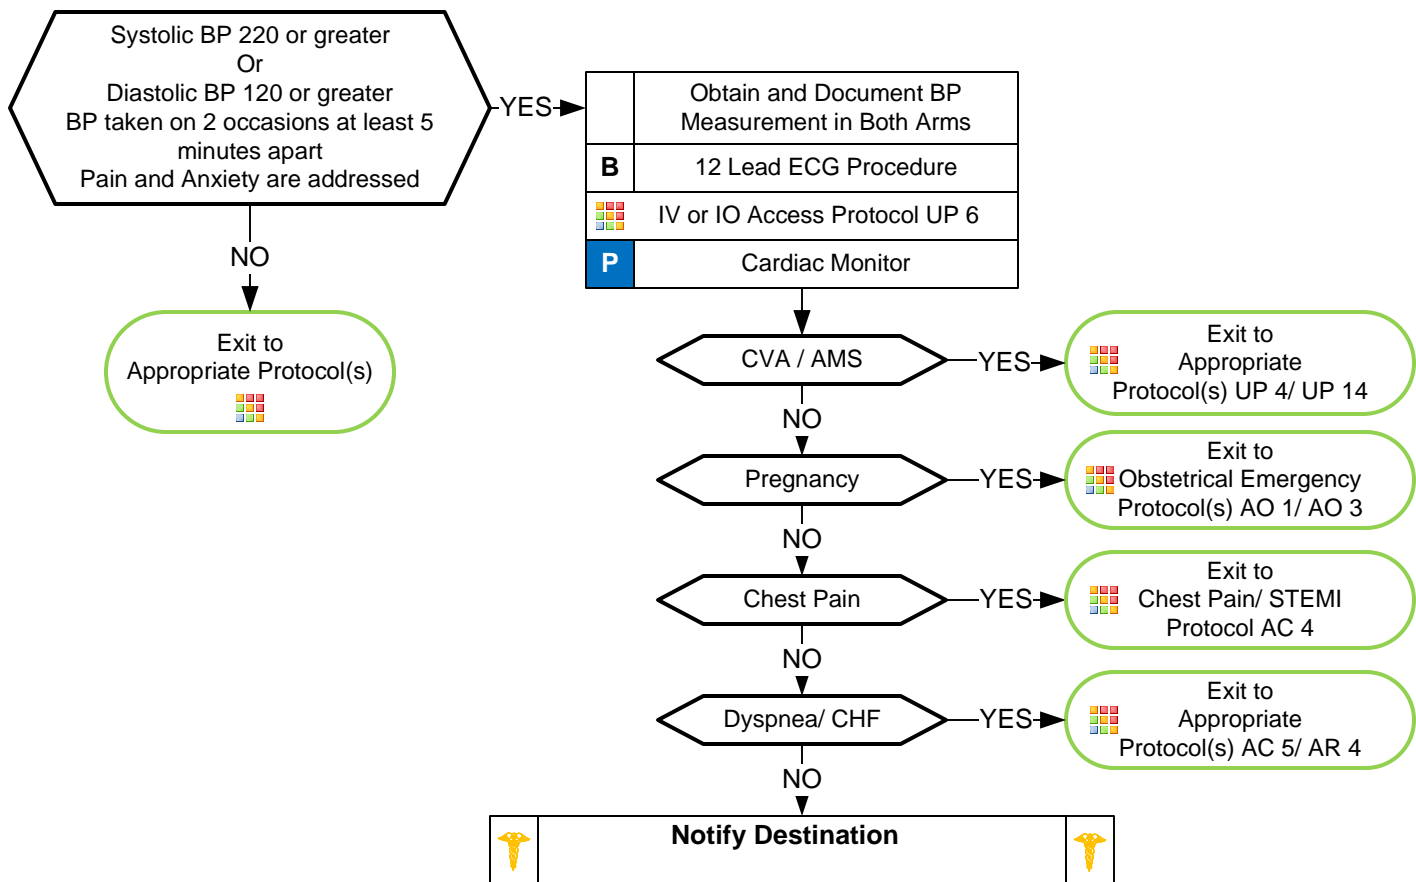 Systolic BP 220 or greater
Or
Diastolic BP 120 or greater
BP taken on 2 occasions at least 5
minutes apart
Pain and Anxiety are addressed
YES
NO
Exit to
Appropriate Protocol(s)
Obtain and Document BP
Measurement in Both Arms
B 12 Lead ECG Procedure
IV or IO Access Protocol UP 6
P Cardiac Monitor
CVA / AMS
YES
Exit to
Appropriate
Protocol(s) UP 4/ UP 14
NO
Pregnancy
YES
Exit to
Obstetrical Emergency
Protocol(s) AO 1/ AO 3
NO
Chest Pain
YES
Exit to
Chest Pain/ STEMI
Protocol AC 4
NO
Dyspnea/ CHF
YES
Exit to
Appropriate
Protocol(s) AC 5/ AR 4
NO
Notify Destination